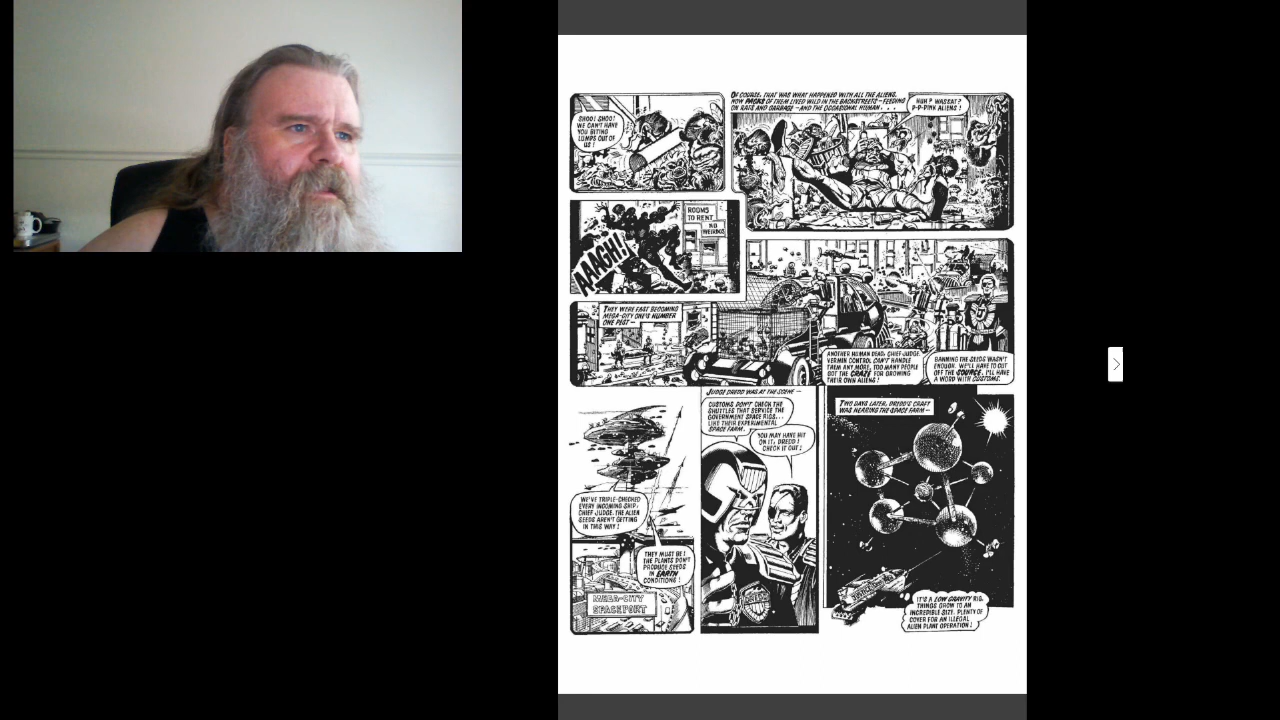 SHOO! SHOO!
WE CAN'T HAVE
YOU BITING
LUMPS OUT OF
US!
OF COURSE, THAT WAS WHAT HAPPENED WITH ALL THE ALIENS.
NOW PACKS OF THEM LIVED WILD IN THE BACKSTREETS - FEEDING
ON RATS AND GARBAGE - AND THE OCCASIONAL HUMAN . . .
HUH? WASSAT?
P-P-PINK ALIENS!
AAAGH!
ROOMS
TO RENT
NO
WEIRDOS
THEY WERE FAST BECOMING
MEGA-CITY ONE'S NUMBER
ONE PEST -
ANOTHER HUMAN DEAD, CHIEF JUDGE.
VERMIN CONTROL CAN'T HANDLE
THEM ANY MORE. TOO MANY PEOPLE
GOT THE CRAZE FOR GROWING
THEIR OWN ALIENS!
BANNING THE SEEDS WASN'T
ENOUGH. WE'LL HAVE TO CUT
OFF THE SOURCE. I'LL HAVE
A WORD WITH CUSTOMS.
WE'VE TRIPLE-CHECKED
EVERY INCOMING SHIP,
CHIEF JUDGE. THE ALIEN
SEEDS AREN'T GETTING
IN THIS WAY!
THEY MUST BE!
THE PLANTS DON'T
PRODUCE SEEDS
IN EARTH
CONDITIONS!
MEGA-CITY
SPACEPORT
JUDGE DREDD WAS AT THE SCENE -
CUSTOMS DON'T CHECK THE
SHUTTLES THAT SERVICE THE
GOVERNMENT SPACE RIGS...
LIKE THEIR EXPERIMENTAL
SPACE FARM.
YOU MAY HAVE HIT
ON IT, DREDD!
CHECK IT OUT!
TWO DAYS LATER, DREDD'S CRAFT
WAS NEARING THE SPACE FARM -
IT'S A LOW GRAVITY RIG.
THINGS GROW TO AN
INCREDIBLE SIZE. PLENTY OF
COVER FOR AN ILLEGAL
ALIEN PLANT OPERATION!